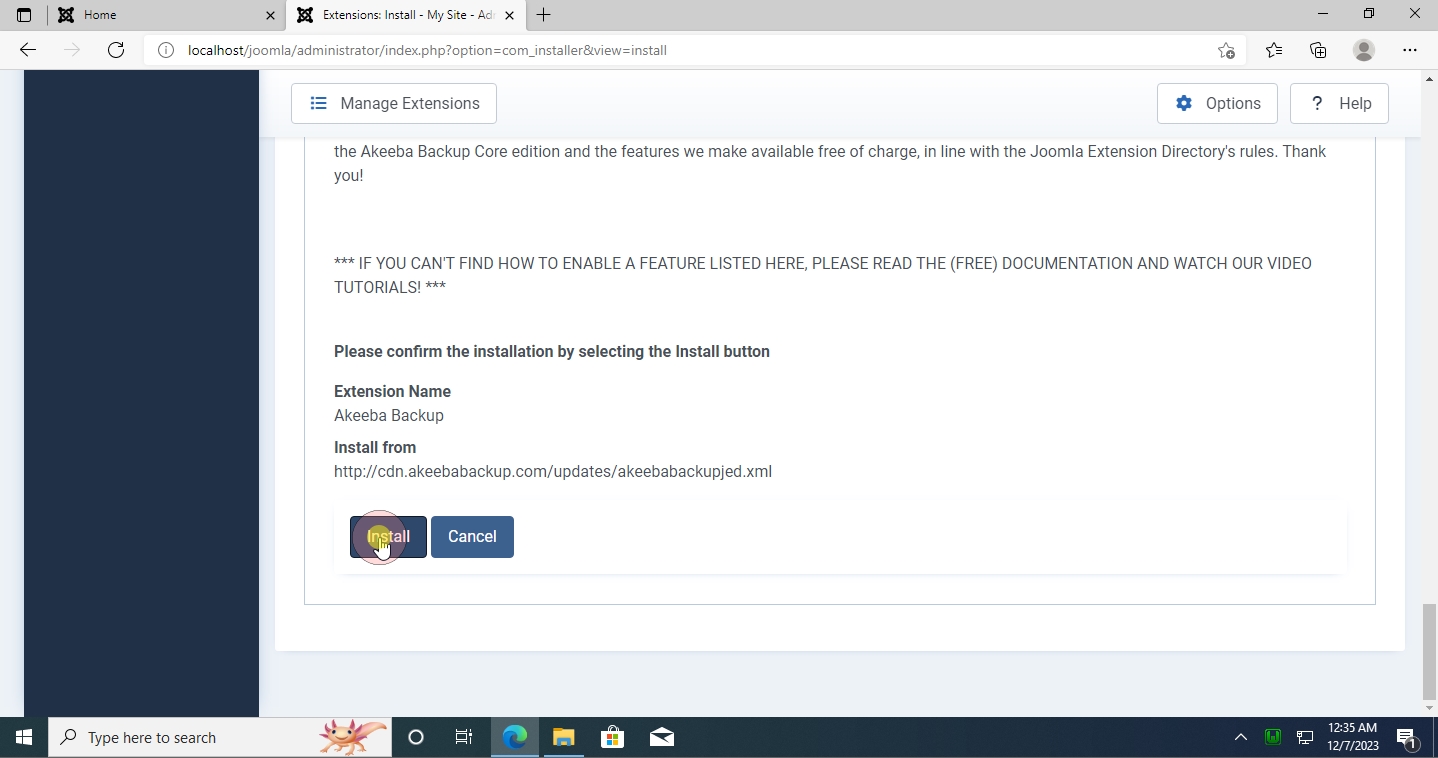 Home
Extensions: Install - My Site - Ad
localhost/joomla/administrator/index.php?option=com_installer&view=install
Manage Extensions
Options
? Help
the Akeeba Backup Core edition and the features we make available free of charge, in line with the Joomla Extension Directory's rules. Thank
you!
*** IF YOU CAN'T FIND HOW TO ENABLE A FEATURE LISTED HERE, PLEASE READ THE (FREE) DOCUMENTATION AND WATCH OUR VIDEO
TUTORIALS! ***
Please confirm the installation by selecting the Install button
Extension Name
Akeeba Backup
Install from
http://cdn.akeebabackup.com/updates/akeebabackupjed.xml
Install
Cancel
Type here to search
12:35 AM
12/7/2023
1